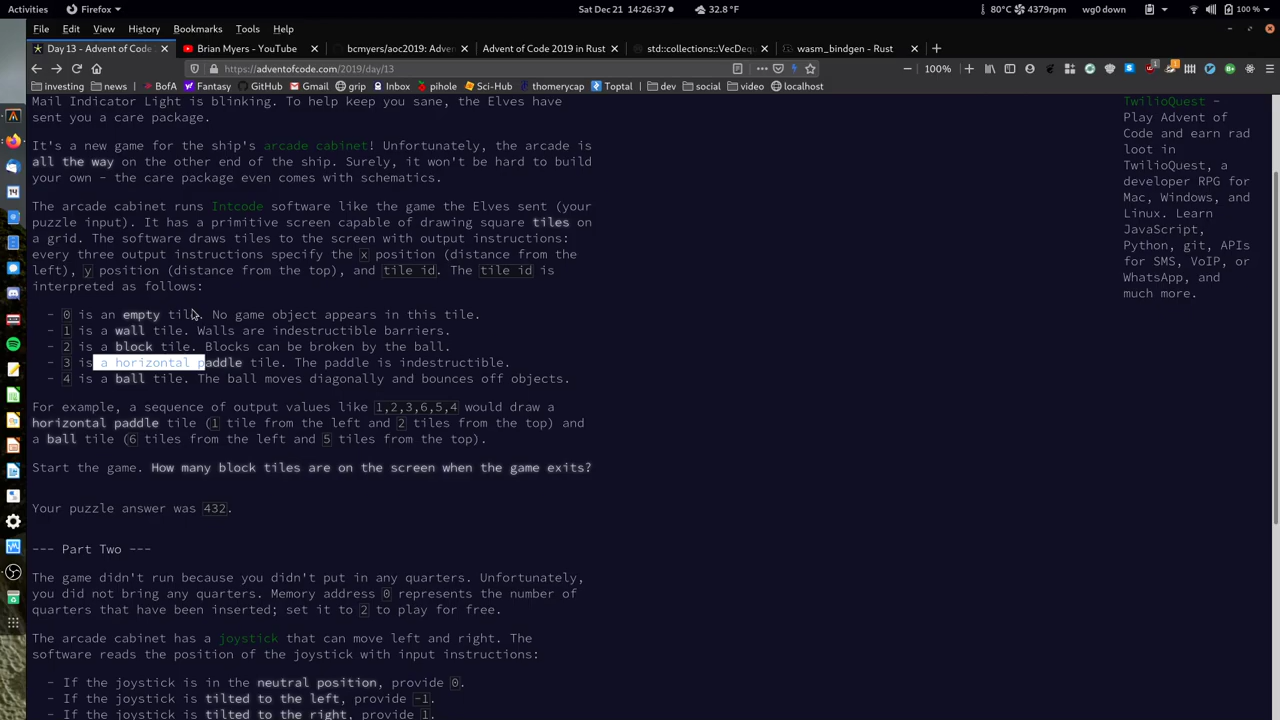 Activities Firefox Sat Dec 21 14:26:37 32.8 °F 80°C 4379rpm wg0 down 100 %
File Edit View History Bookmarks Tools Help
Day 13 - Advent of Code Brian Myers - YouTube bcmyers/aoc2019: Adven Advent of Code 2019 in Rust std::collections::VecDeq wasm_bindgen - Rust
https://adventofcode.com/2019/day/13 100%
investing news BofA Fantasy GitHub Gmail grip Inbox pihole Sci-Hub thomerycap Toptal dev social video localhost
Mail Indicator Light is blinking. To help keep you sane, the Elves have
sent you a care package.
It's a new game for the ship's arcade cabinet! Unfortunately, the arcade is
all the way on the other end of the ship. Surely, it won't be hard to build
your own - the care package even comes with schematics.
The arcade cabinet runs Intcode software like the game the Elves sent (your
puzzle input). It has a primitive screen capable of drawing square tiles on
a grid. The software draws tiles to the screen with output instructions:
every three output instructions specify the x position (distance from the
left), y position (distance from the top), and tile id. The tile id is
interpreted as follows:
- 0 is an empty tile. No game object appears in this tile.
- 1 is a wall tile. Walls are indestructible barriers.
- 2 is a block tile. Blocks can be broken by the ball.
- 3 is a horizontal paddle tile. The paddle is indestructible.
- 4 is a ball tile. The ball moves diagonally and bounces off objects.
For example, a sequence of output values like 1,2,3,6,5,4 would draw a
horizontal paddle tile (1 tile from the left and 2 tiles from the top) and
a ball tile (6 tiles from the left and 5 tiles from the top).
Start the game. How many block tiles are on the screen when the game exits?
Your puzzle answer was 432.
--- Part Two ---
The game didn't run because you didn't put in any quarters. Unfortunately,
you did not bring any quarters. Memory address 0 represents the number of
quarters that have been inserted; set it to 2 to play for free.
The arcade cabinet has a joystick that can move left and right. The
software reads the position of the joystick with input instructions:
- If the joystick is in the neutral position, provide 0.
- If the joystick is tilted to the left, provide -1.
- If the joystick is tilted to the right, provide 1.
TwilioQuest -
Play Advent of
Code and earn rad
loot in
TwilioQuest, a
developer RPG for
Mac, Windows, and
Linux. Learn
JavaScript,
Python, git, APIs
for SMS, VoIP, or
WhatsApp, and
much more.